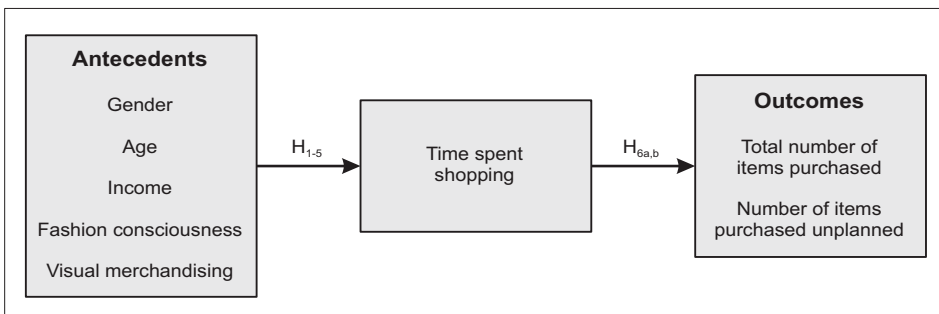 Antecedents
Gender
Age
Income
Fashion consciousness
Visual merchandising
H1-5
Time spent
shopping
H6a,b
Outcomes
Total number of
items purchased
Number of items
purchased unplanned